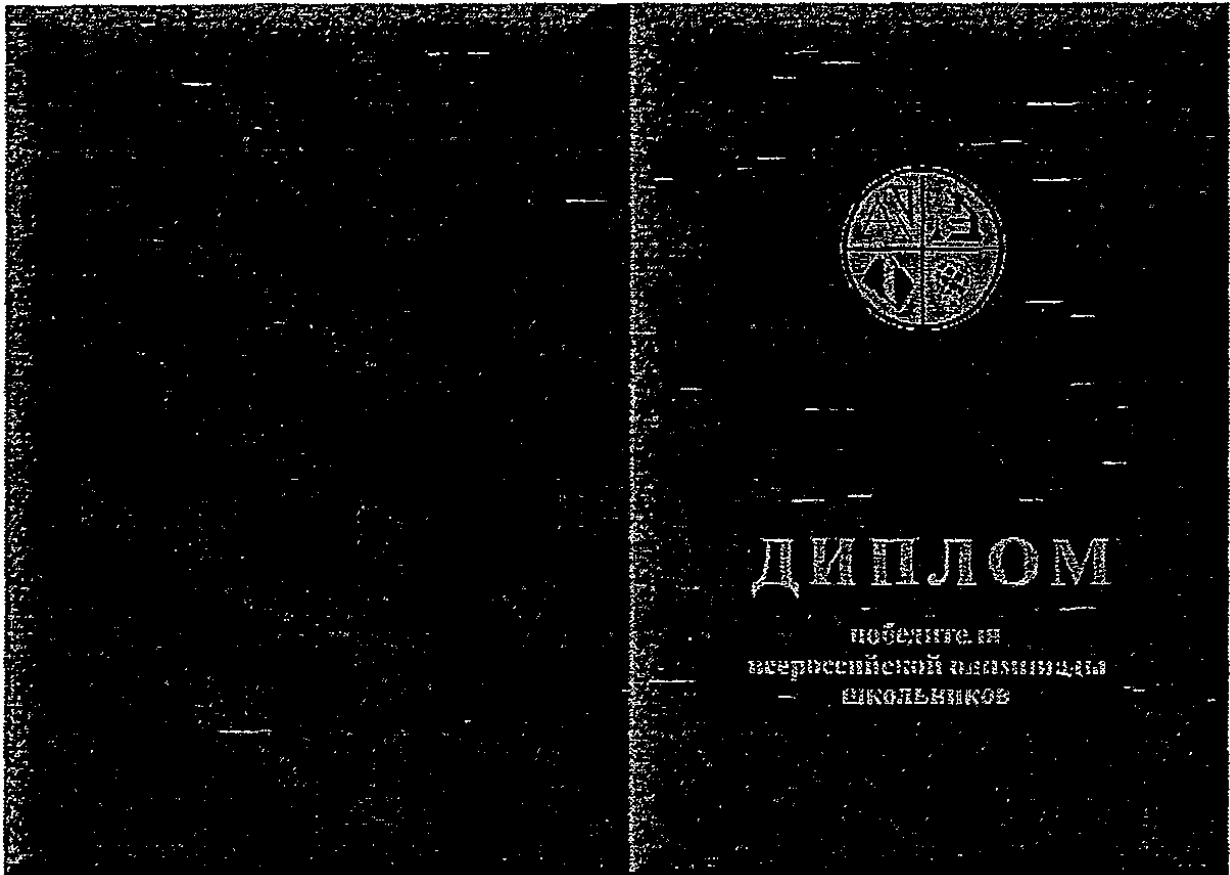 ДИПЛОМ
победителя
всероссийской олимпиады
школьников